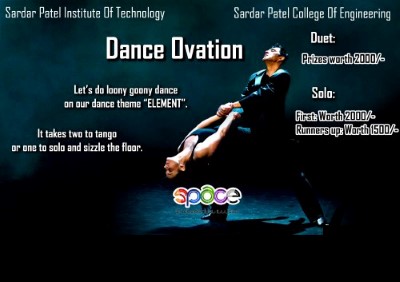 Sardar Patel Institute Of Technology
Sardar Patel College Of Engineering
Dance Ovation
Let's do loony goony dance
on our dance theme "ELEMENT".
It takes two to tango
or one to solo and sizzle the floor.
Duet:
Prizes worth 2000/-
Solo:
First: Worth 2000/-
Runners up: Worth 1500/-
space